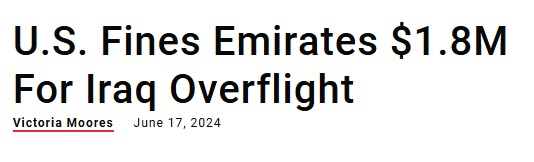 U.S. Fines Emirates $1.8M
For Iraq Overflight
Victoria Moores June 17, 2024